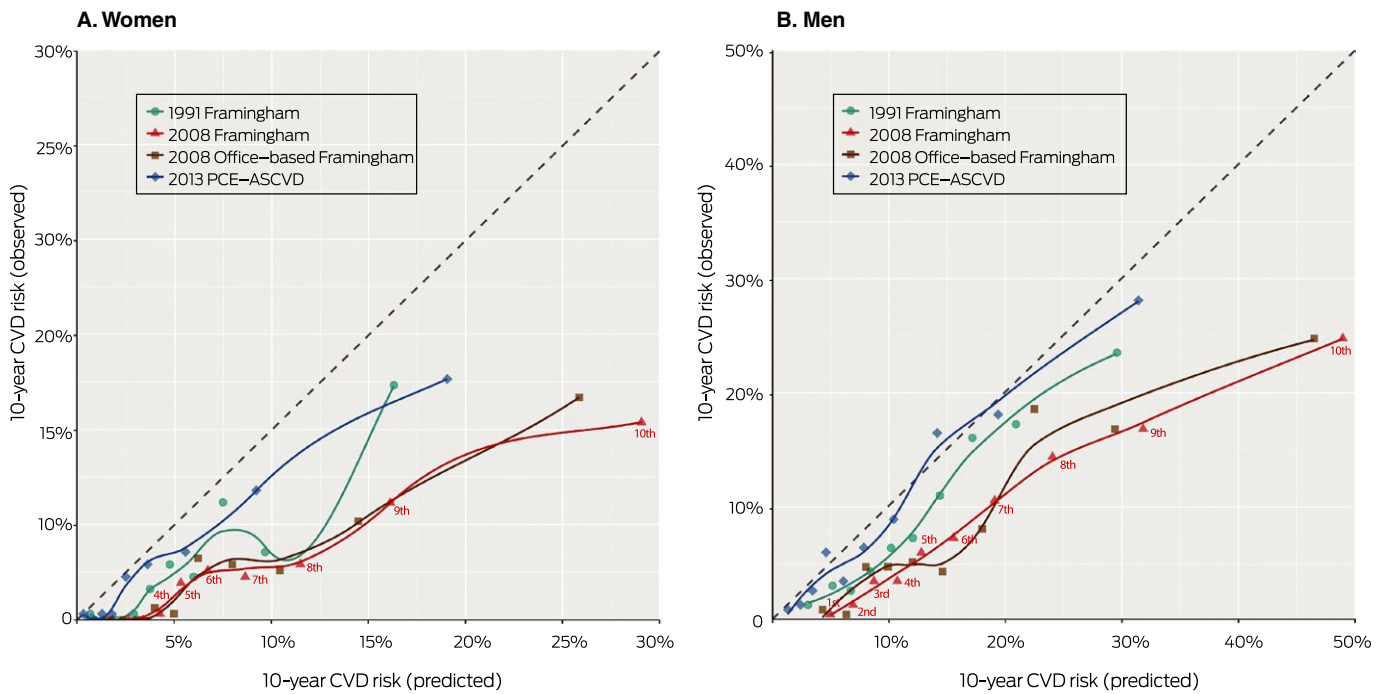 A. Women
30%
25%
30%
20%
15%
10%
0
10-year CVD risk (observed)
1991 Framingham
2008 Framingham
2008 Office–based Framingham
2013 PCE–ASCVD
4th
5th
6th
7th
8th
9th
10th
5%
10%
15%
20%
25%
30%
10-year CVD risk (predicted)
B. Men
50%
40%
30%
20%
10%
0
10-year CVD risk (observed)
1991 Framingham
2008 Framingham
2008 Office–based Framingham
2013 PCE–ASCVD
1st
2nd
3rd
4th
5th
6th
7th
8th
9th
10th
10%
20%
30%
40%
50%
10-year CVD risk (predicted)